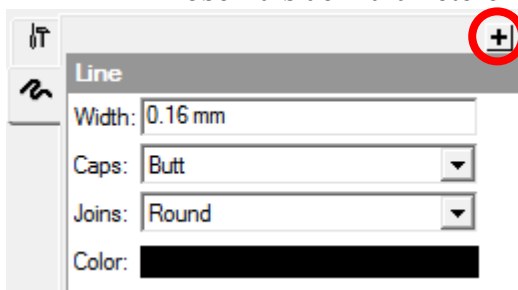 +
Line
Width: 0.16 mm
Caps: Butt
Joins: Round
Color: